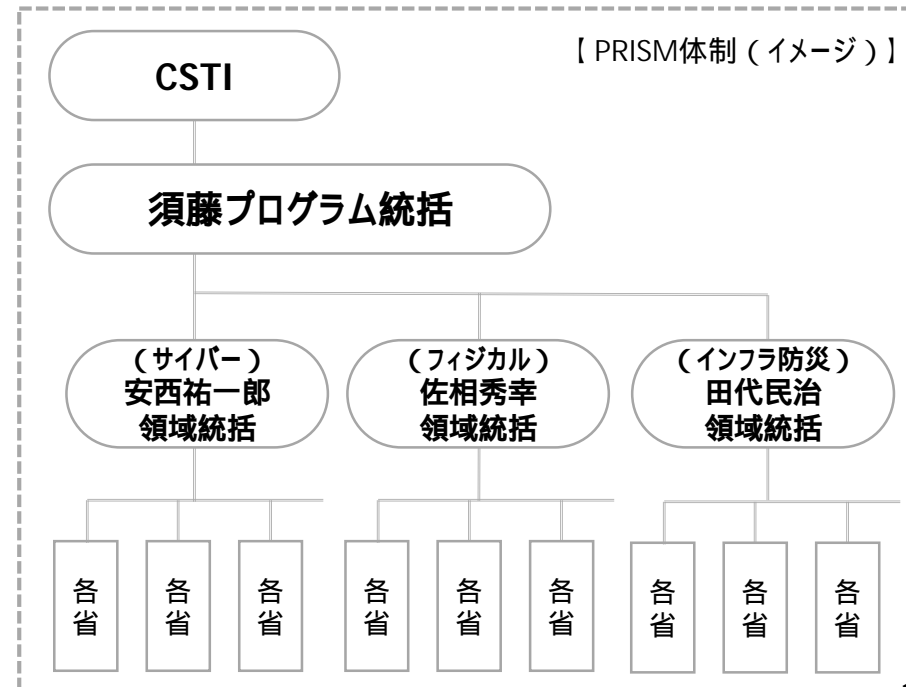 【PRISM体制（イメージ）】
CSTI
須藤プログラム統括
（サイバー）
安西祐一郎
領域統括
（フィジカル）
佐相秀幸
領域統括
（インフラ防災）
田代民治
領域統括
各省
各省
各省
各省
各省
各省
各省
各省
各省